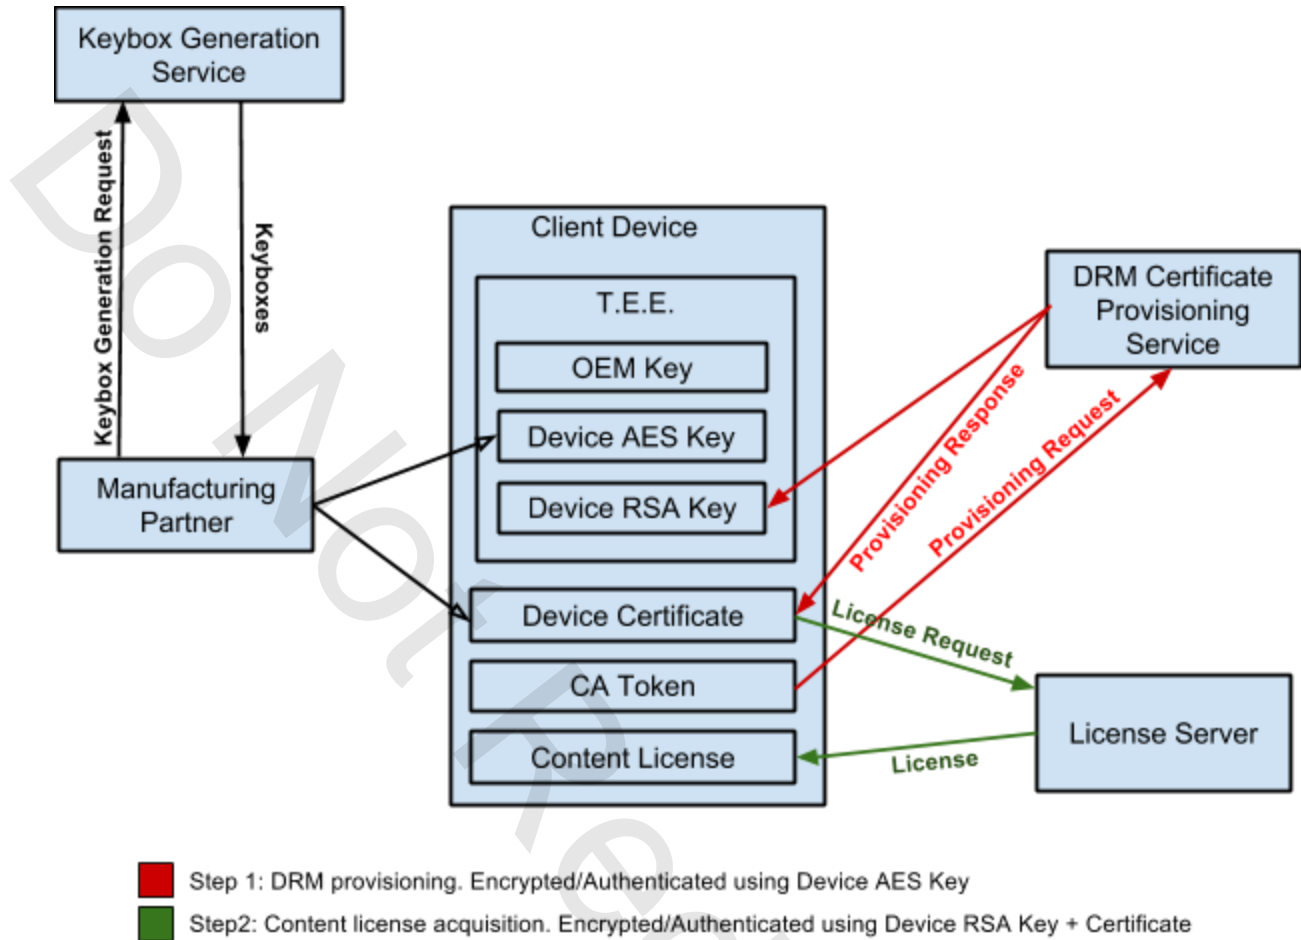 Keybox Generation
Service
Keybox Generation Request
Keyboxes
Manufacturing
Partner
Client Device
T.E.E.
OEM Key
Device AES Key
Device RSA Key
Device Certificate
CA Token
Content License
DRM Certificate
Provisioning
Service
Provisioning Response
Provisioning Request
License Request
License
License Server
Step 1: DRM provisioning. Encrypted/Authenticated using Device AES Key
Step2: Content license acquisition. Encrypted/Authenticated using Device RSA Key + Certificate
Do Not